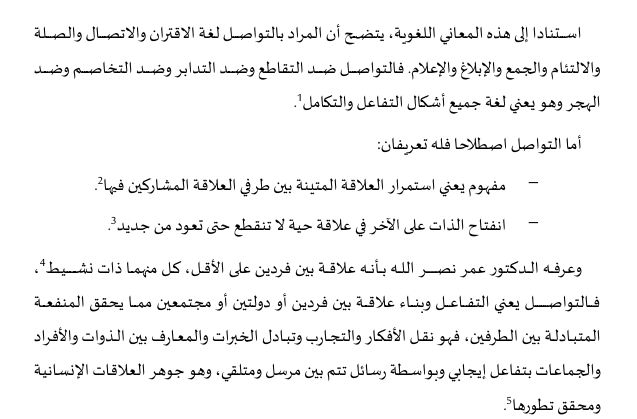 استنادا إلى هذه المعاني اللغوية، يتضح أن المراد بالتواصل لغة الاقتران والاتصال والصلة
والالتئام والجمع والإبلاغ والإعلام. فالتواصل ضد التقاطع وضد التدابر وضد التخاصم وضد
الهجر وهو يعني لغة جميع أشكال التفاعل والتكامل¹.
أما التواصل اصطلاحا فله تعريفان:
– مفهوم يعني استمرار العلاقة المتينة بين طرفي العلاقة المشاركين فيها².
– انفتاح الذات على الآخر في علاقة حية لا تنقطع حتى تعود من جديد³.
وعرفه الدكتور عمر نصر الله بأنه علاقة بين فردين على الأقل، كل منهما ذات نشيط⁴،
فالتواصل يعني التفاعل وبناء علاقة بين فردين أو دولتين أو مجتمعين مما يحقق المنفعة
المتبادلة بين الطرفين، فهو نقل الأفكار والتجارب وتبادل الخبرات والمعارف بين الذوات والأفراد
والجماعات بتفاعل إيجابي وبواسطة رسائل تتم بين مرسل ومتلقي، وهو جوهر العلاقات الإنسانية
ومحقق تطورها⁵.